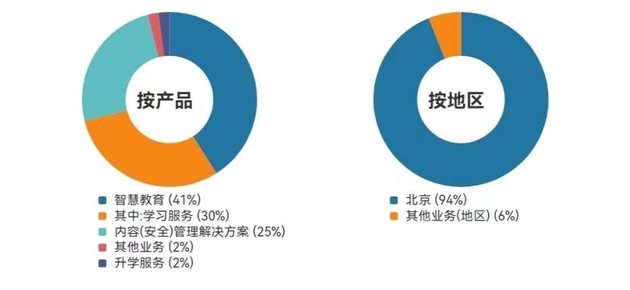 按产品
智慧教育 (41%)
其中:学习服务 (30%)
内容(安全)管理解决方案 (25%)
其他业务 (2%)
升学服务 (2%)
按地区
北京 (94%)
其他业务(地区) (6%)